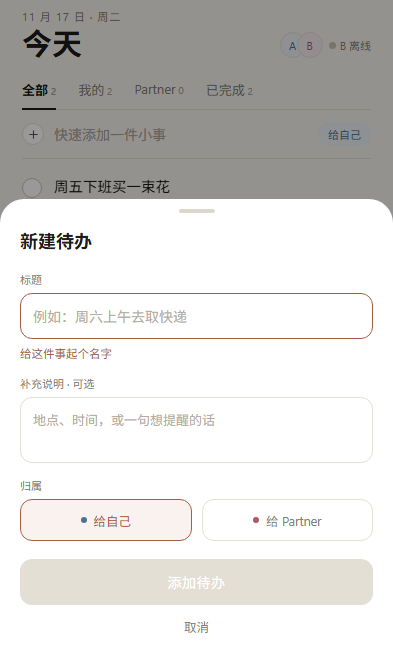 11 月 17 日 · 周二
今天
A B B 离线
全部 2 我的 2 Partner 0 已完成 2
+ 快速添加一件小事 给自己
周五下班买一束花
新建待办
标题
例如：周六上午去取快递
给这件事起个名字
补充说明 · 可选
地点、时间，或一句想提醒的话
归属
给自己 给 Partner
添加待办
取消